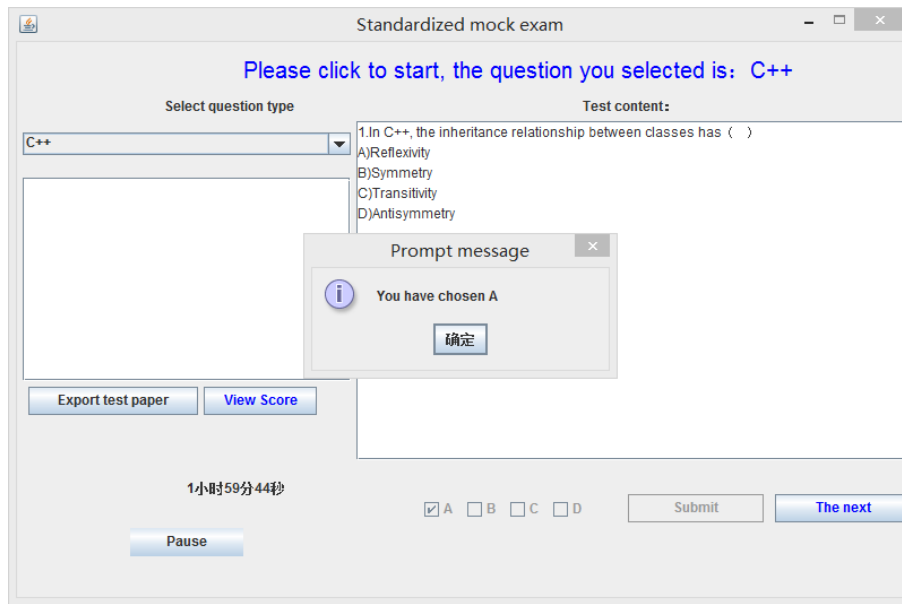 Standardized mock exam
Please click to start, the question you selected is: C++
Select question type
Test content:
C++
1.In C++, the inheritance relationship between classes has ( )
A)Reflexivity
B)Symmetry
C)Transitivity
D)Antisymmetry
Prompt message
You have chosen A
确定
Export test paper
View Score
1小时59分44秒
A B C D
Submit
The next
Pause